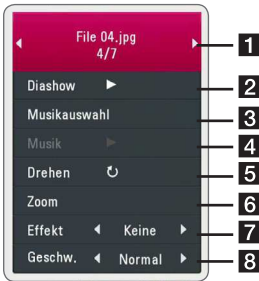 File 04.jpg
4/7
1
Diashow
2
Musikauswahl
3
Musik
4
Drehen
5
Zoom
6
Effekt Keine
7
Geschw. Normal
8